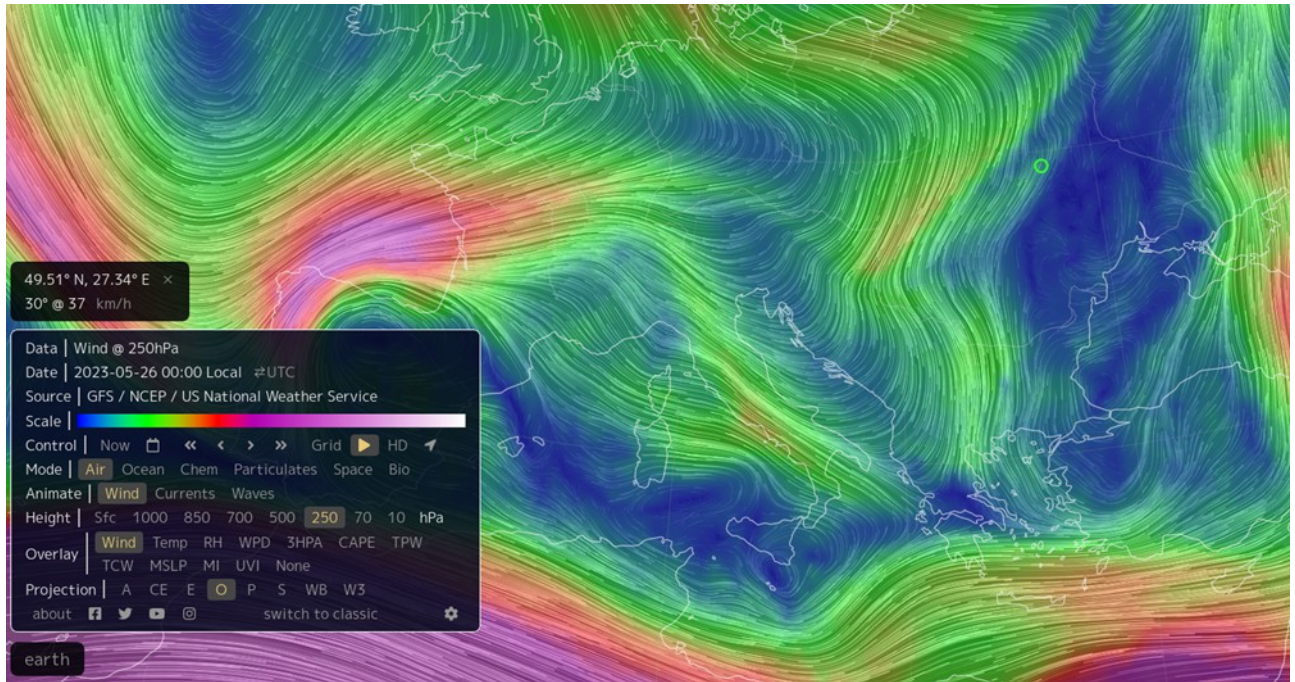 49.51° N, 27.34° E ×
30° @ 37 km/h
Data | Wind @ 250hPa
Date | 2023-05-26 00:00 Local ⇄UTC
Source | GFS / NCEP / US National Weather Service
Scale |
Control | Now Grid HD
Mode | Air Ocean Chem Particulates Space Bio
Animate | Wind Currents Waves
Height | Sfc 1000 850 700 500 250 70 10 hPa
Overlay | Wind Temp RH WPD 3HPA CAPE TPW
TCW MSLP MI UVI None
Projection | A CE E O P S WB W3
about switch to classic
earth